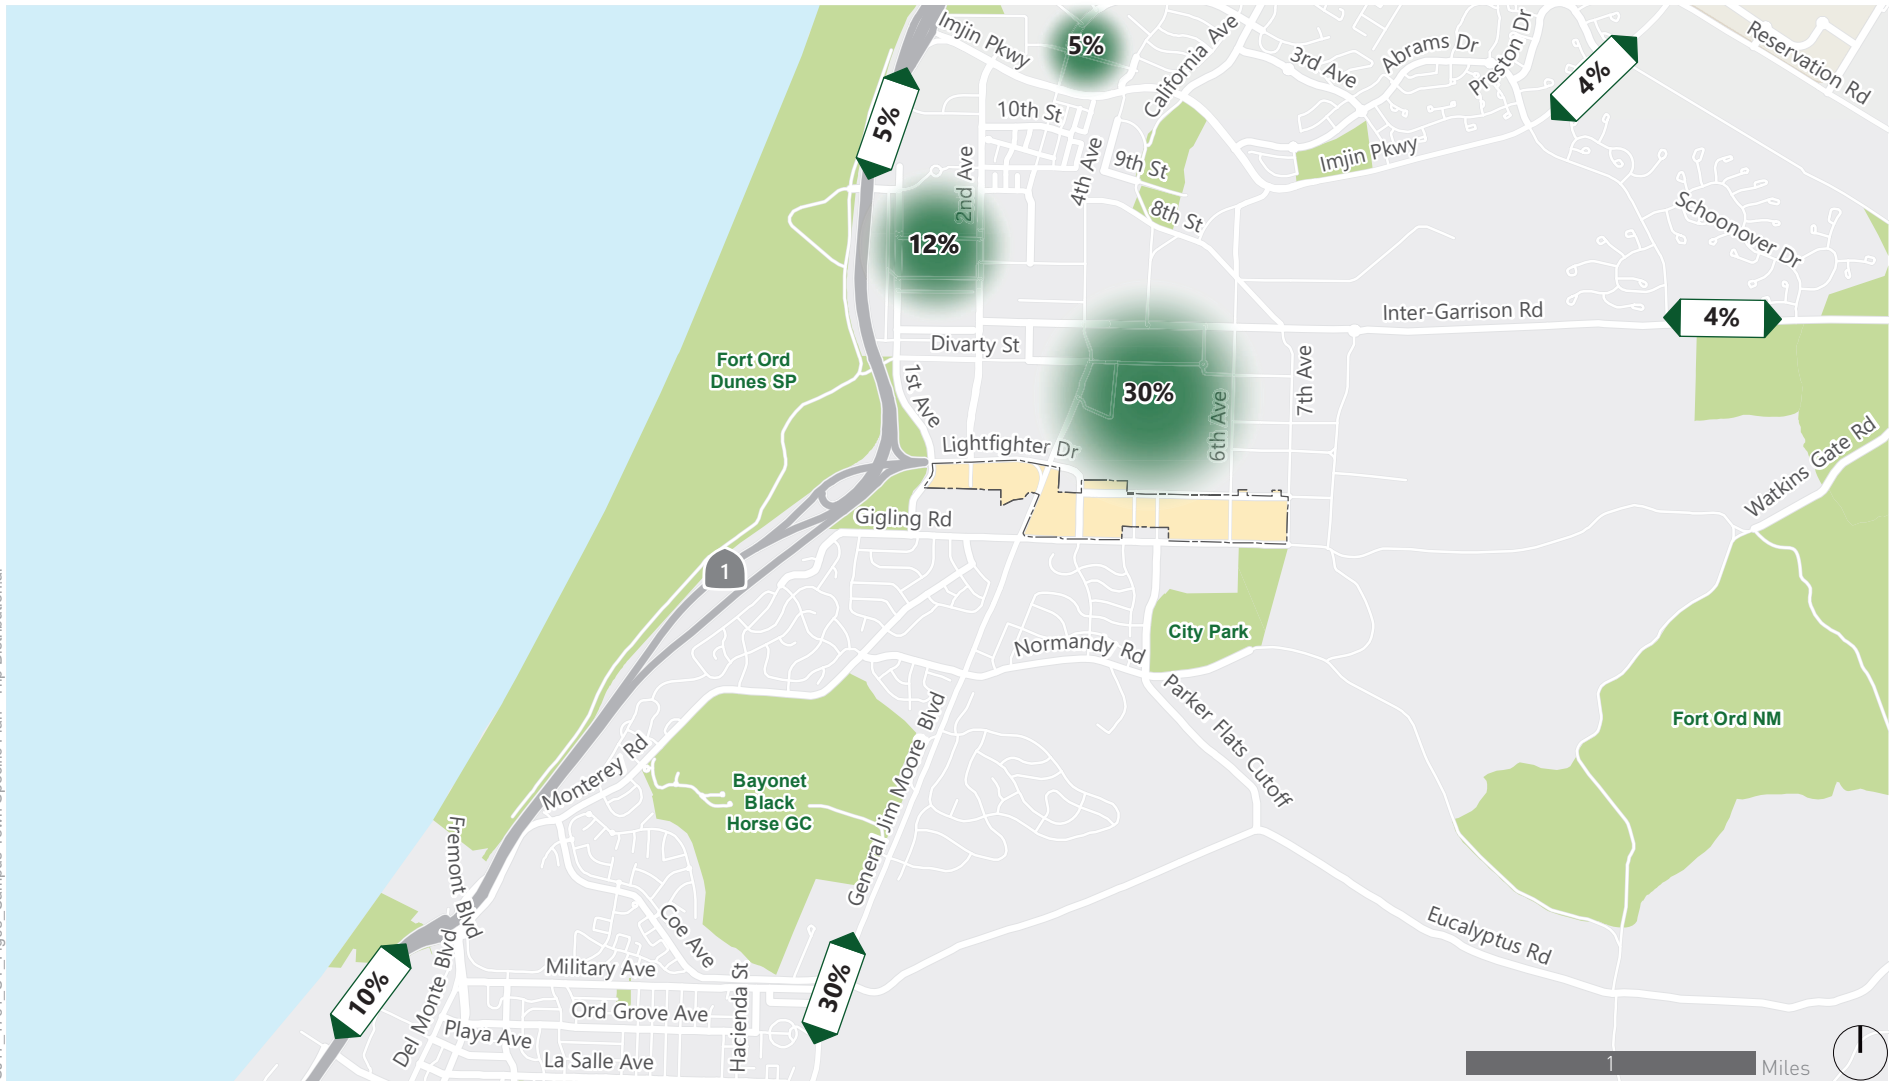 Imjin Pkwy
5%
California Ave
3rd Ave
Abrams Dr
Preston Dr
4%
Reservation Rd
5%
10th St
4th Ave
9th St
Imjin Pkwy
2nd Ave
8th St
Schoonover Dr
12%
Inter-Garrison Rd
4%
Divarty St
Fort Ord
Dunes SP
1st Ave
30%
6th Ave
7th Ave
Lightfighter Dr
Watkins Gate Rd
Gigling Rd
1
City Park
Normandy Rd
Parker Flats Cutoff
Fort Ord NM
General Jim Moore Blvd
Monterey Rd
Bayonet
Black
Horse GC
Fremont Blvd
Coe Ave
Eucalyptus Rd
10%
Del Monte Blvd
Military Ave
Hacienda St
30%
Ord Grove Ave
Playa Ave
La Salle Ave
1
Miles